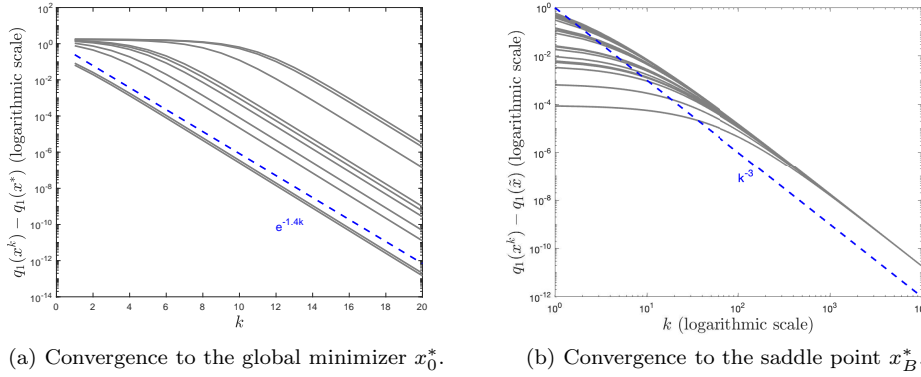 10^2
10^0
10^-2
10^-4
10^-6
10^-8
10^-10
10^-12
10^-14
q_1(x^k) − q_1(x^*) (logarithmic scale)
e^-1.4k
0 2 4 6 8 10 12 14 16 18 20
k
10^0
10^-2
10^-4
10^-6
10^-8
10^-10
10^-12
q_1(x^k) − q_1(x̄) (logarithmic scale)
k^-3
10^0 10^1 10^2 10^3
k (logarithmic scale)
(a) Convergence to the global minimizer x_0^*.
(b) Convergence to the saddle point x_B^*.